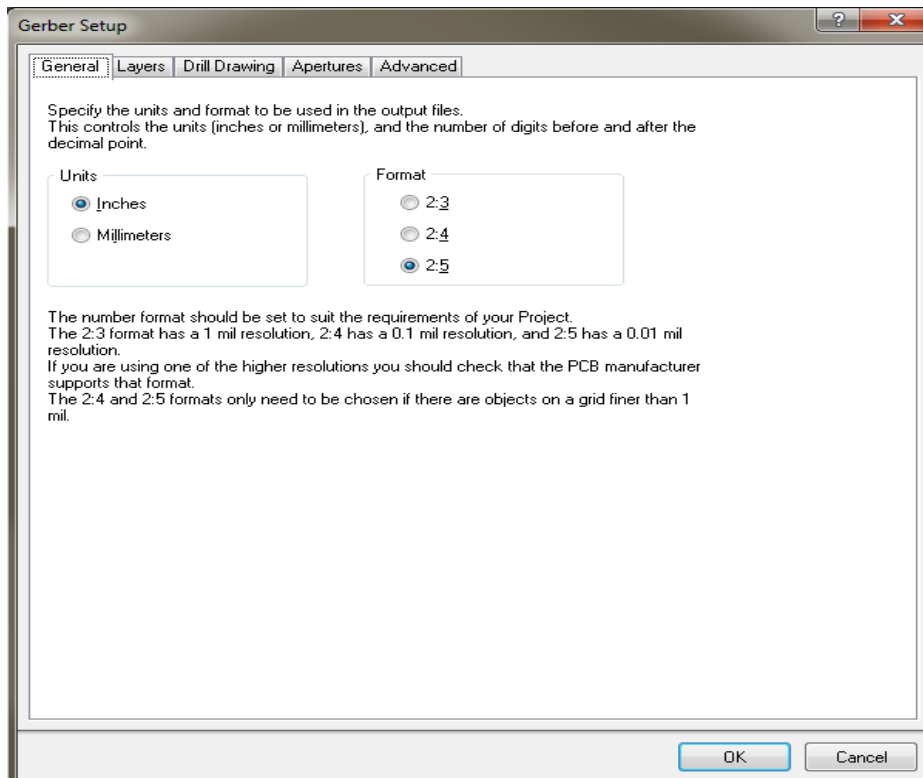 Gerber Setup
?
General Layers Drill Drawing Apertures Advanced
Specify the units and format to be used in the output files.
This controls the units (inches or millimeters), and the number of digits before and after the
decimal point.
Units Format
Inches 2:3
Millimeters 2:4
2:5
The number format should be set to suit the requirements of your Project.
The 2:3 format has a 1 mil resolution, 2:4 has a 0.1 mil resolution, and 2:5 has a 0.01 mil
resolution.
If you are using one of the higher resolutions you should check that the PCB manufacturer
supports that format.
The 2:4 and 2:5 formats only need to be chosen if there are objects on a grid finer than 1
mil.
OK Cancel